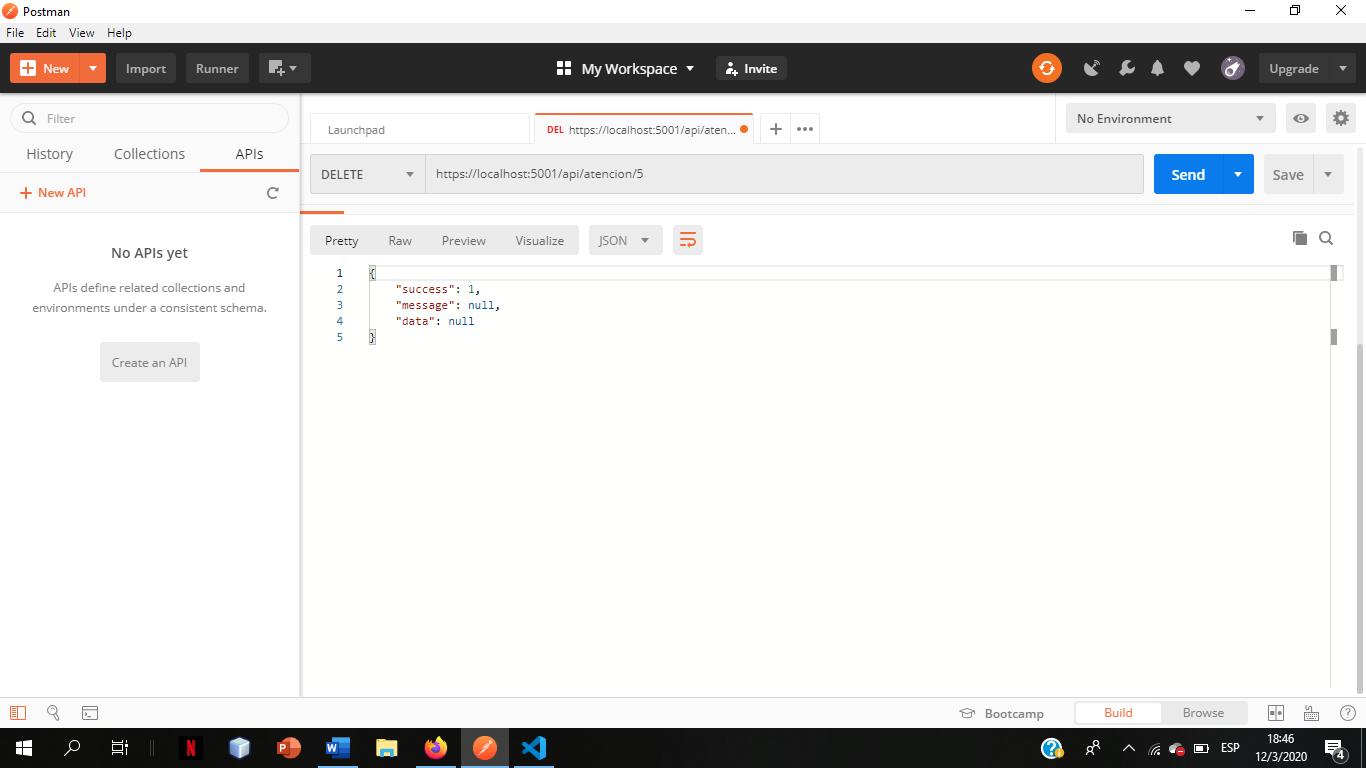 Postman
File Edit View Help
New Import Runner My Workspace Invite Upgrade
Filter
History Collections APIs
New API
No APIs yet
APIs define related collections and
environments under a consistent schema.
Create an API
Launchpad DEL https://localhost:5001/api/aten... No Environment
DELETE https://localhost:5001/api/atencion/5 Send Save
Pretty Raw Preview Visualize JSON
1 {
2 "success": 1,
3 "message": null,
4 "data": null
5 }
Bootcamp Build Browse
ESP 18:46
12/3/2020 4